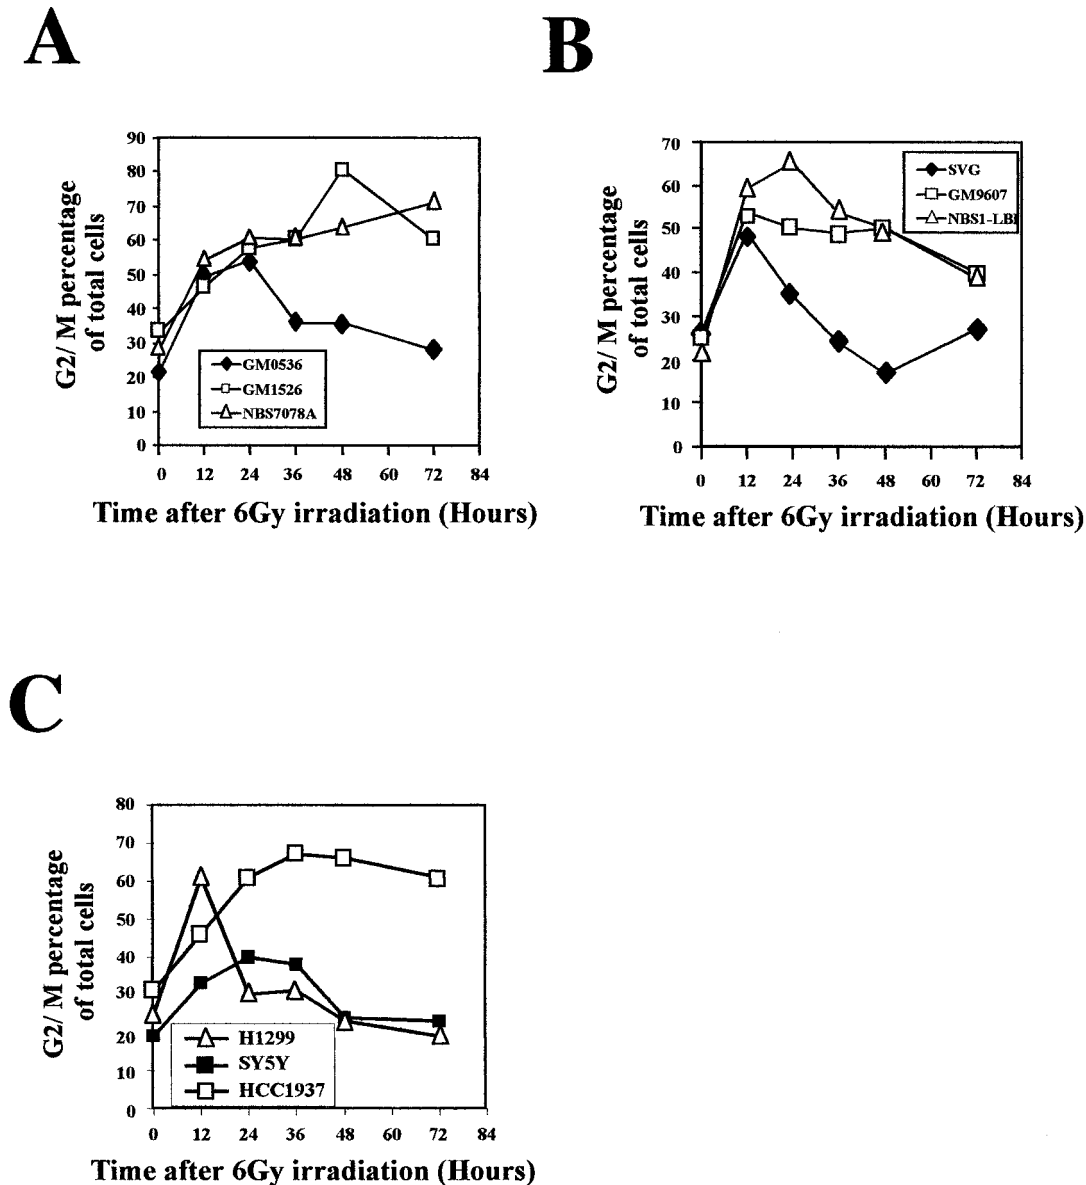 A
G2/ M percentage
of total cells
90
80
70
60
50
40
30
20
10
0
GM0536
GM1526
NBS7078A
0 12 24 36 48 60 72 84
Time after 6Gy irradiation (Hours)
B
G2/ M percentage
of total cells
70
60
50
40
30
20
10
0
SVG
GM9607
NBS1-LBI
0 12 24 36 48 60 72 84
Time after 6Gy irradiation (Hours)
C
G2/ M percentage
of total cells
80
70
60
50
40
30
20
10
0
H1299
SY5Y
HCC1937
0 12 24 36 48 60 72 84
Time after 6Gy irradiation (Hours)